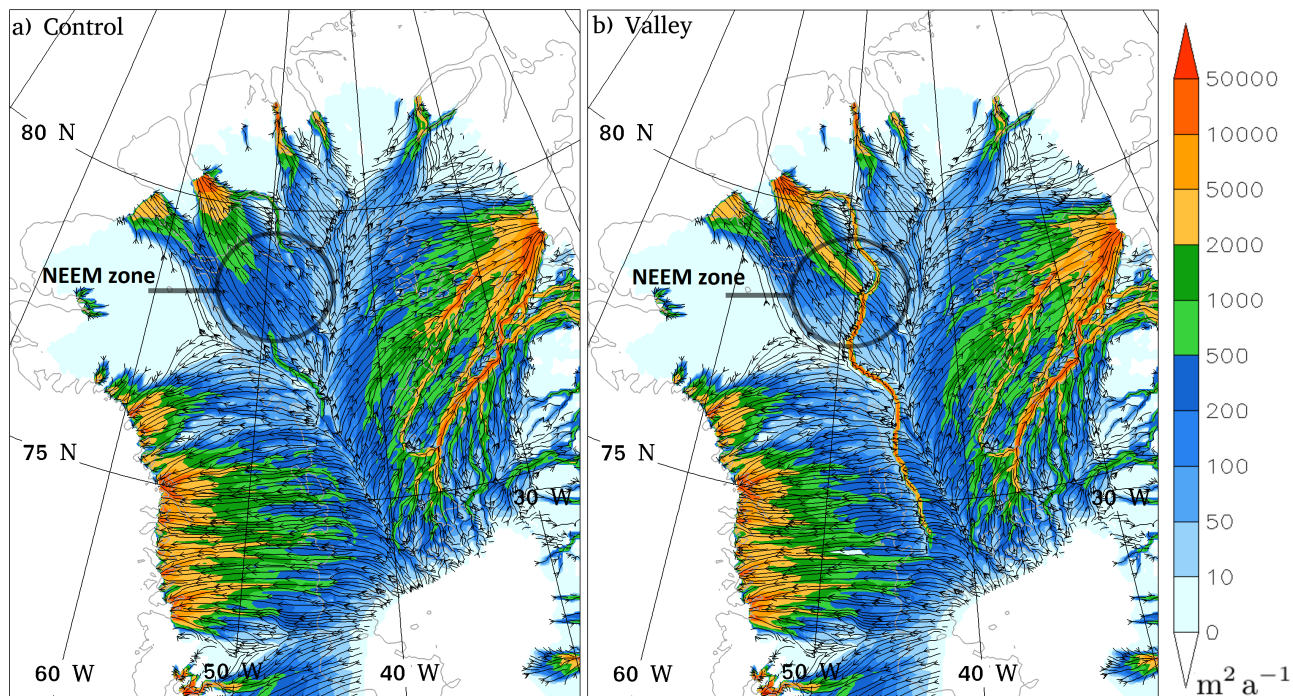 a) Control
80 N
NEEM zone
75 N
30 W
60 W
50 W
40 W
b) Valley
80 N
NEEM zone
75 N
30 W
60 W
50 W
40 W
50000
10000
5000
2000
1000
500
200
100
50
10
0
m² a⁻¹